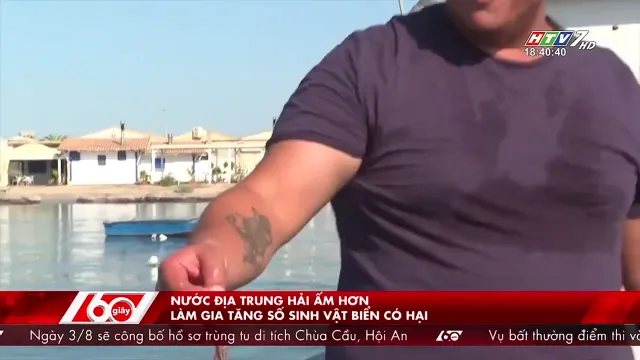 HTV7 HD
18:40:40
60 giây
NƯỚC ĐỊA TRUNG HẢI ẤM HƠN
LÀM GIA TĂNG SỐ SINH VẬT BIỂN CÓ HẠI
Ngày 3/8 sẽ công bố hồ sơ trùng tu di tích Chùa Cầu, Hội An 60 Vụ bất thường điểm thi m